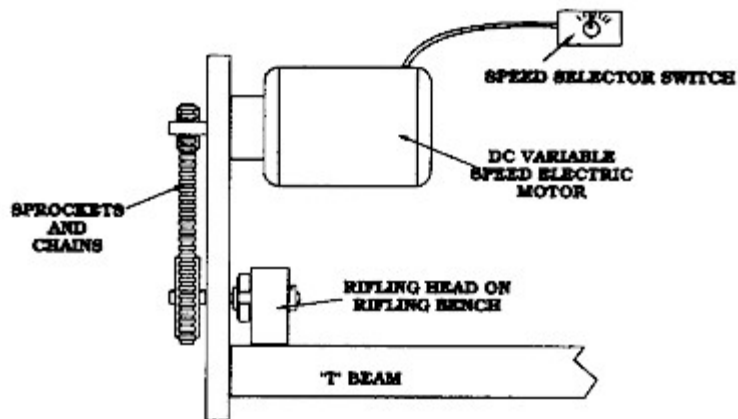 SPEED SELECTOR SWITCH
DC VARIABLE
SPEED ELECTRIC
MOTOR
SPROCKETS
AND
CHAINS
RIFLING HEAD ON
RIFLING BENCH
"T" BEAM